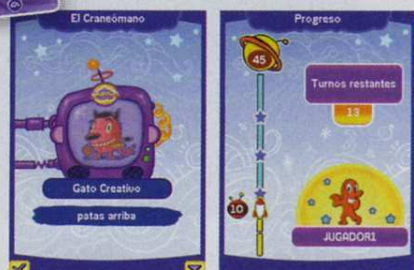 El Craneómano
Gato Creativo
patas arriba
Progreso
45
Turnos restantes
13
10
JUGADOR1